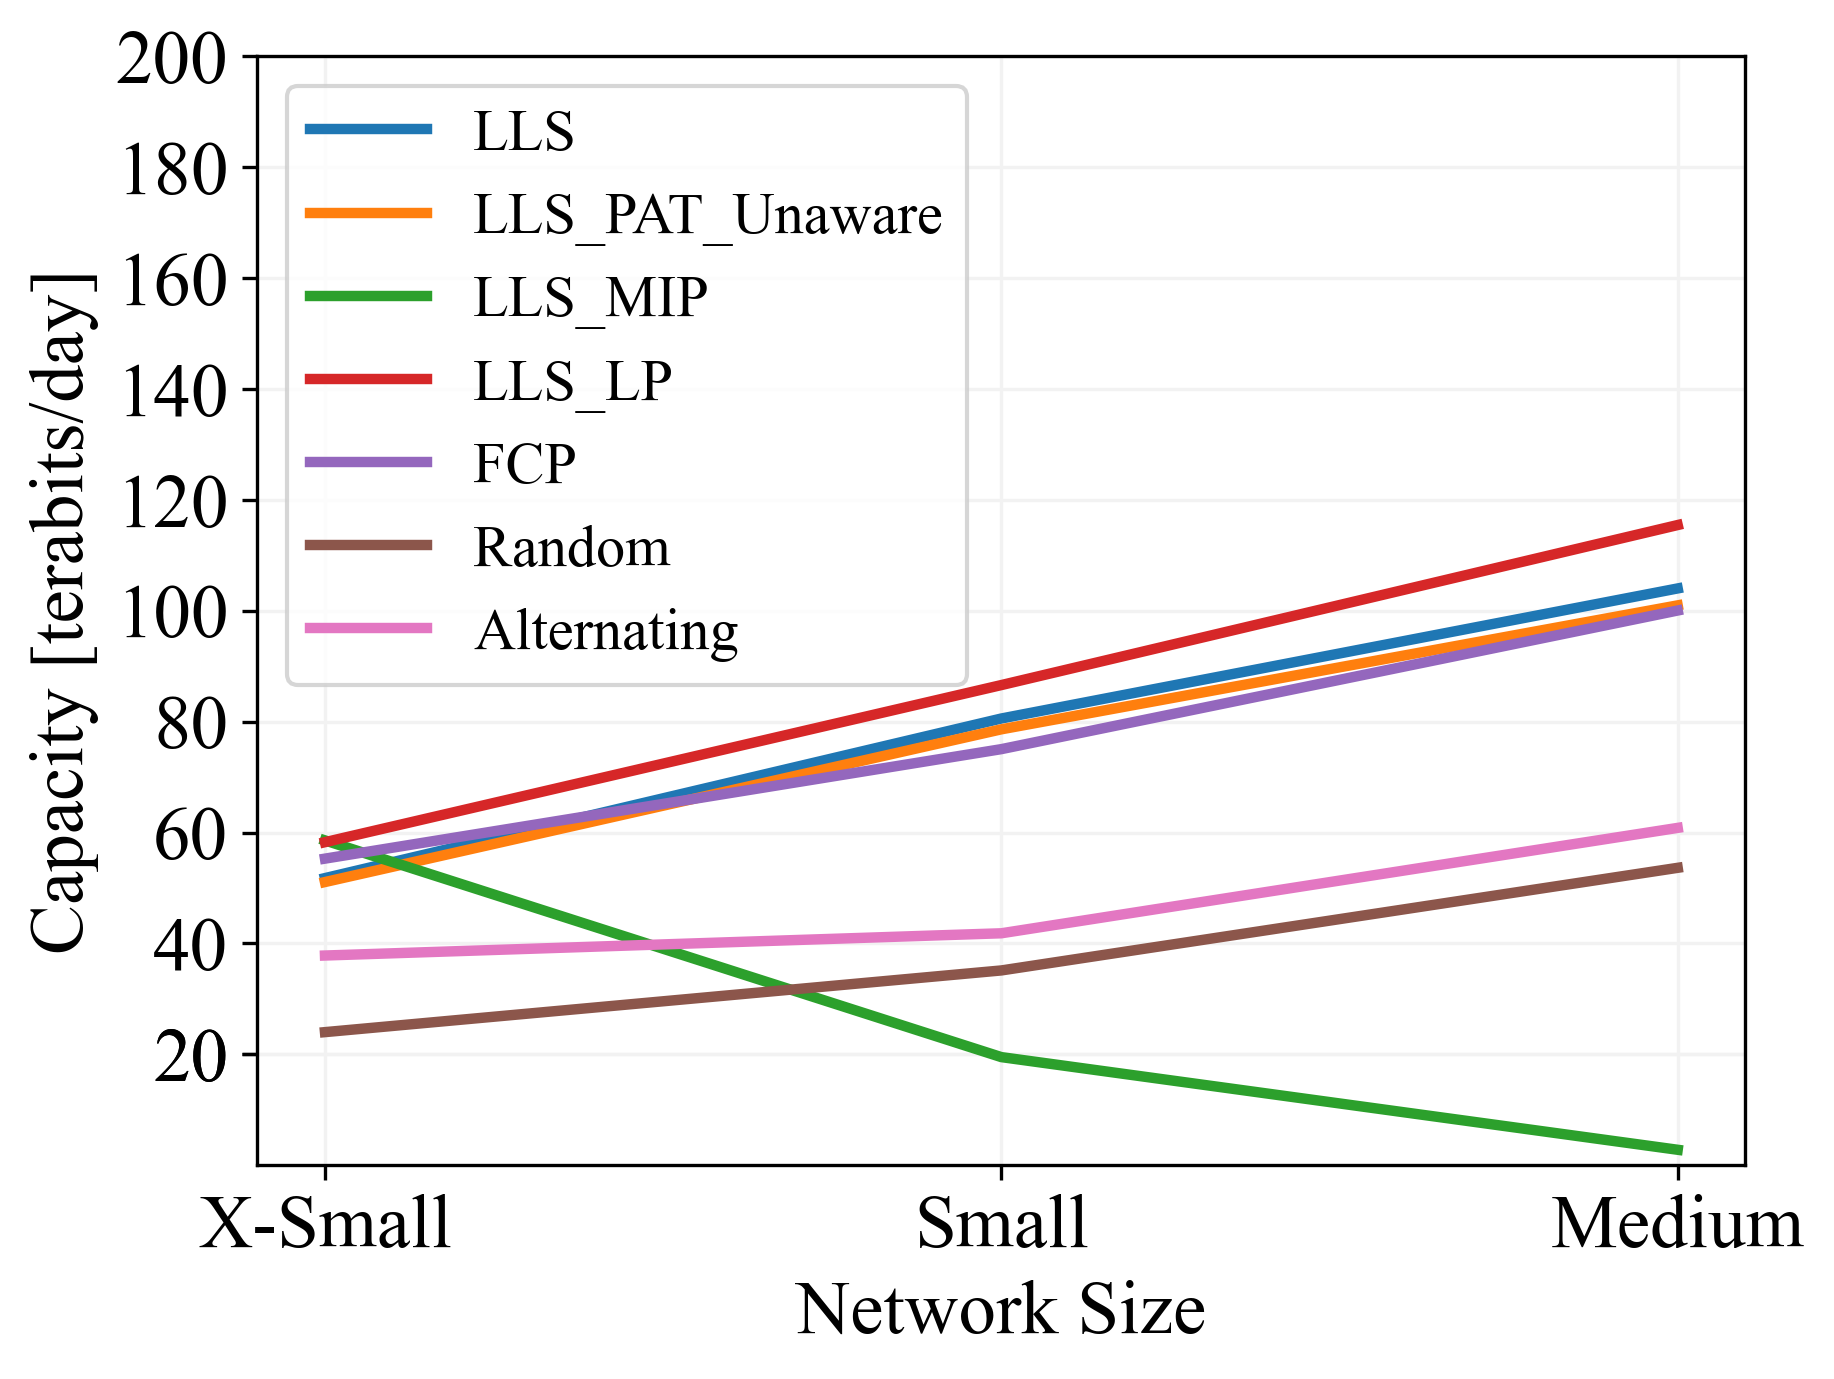 200
180
160
140
120
100
80
60
40
20
Capacity [terabits/day]
LLS
LLS_PAT_Unaware
LLS_MIP
LLS_LP
FCP
Random
Alternating
X-Small
Small
Medium
Network Size